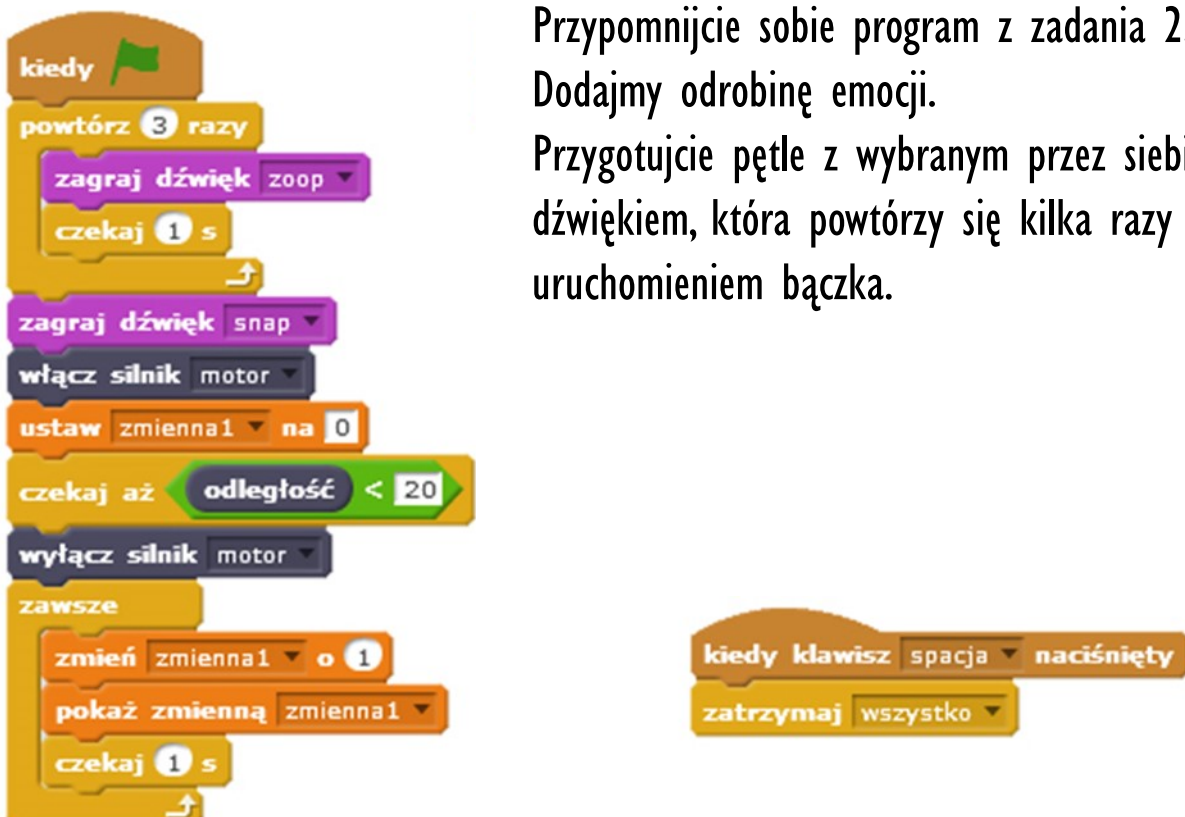 kiedy
powtórz 3 razy
zagraj dźwięk zoop
czekaj 1 s
zagraj dźwięk snap
włącz silnik motor
ustaw zmienna1 na 0
czekaj aż odległość < 20
wyłącz silnik motor
zawsze
zmień zmienna1 o 1
pokaż zmienną zmienna1
czekaj 1 s
Przypomnijcie sobie program z zadania 2.
Dodajmy odrobinę emocji.
Przygotujcie pętle z wybranym przez siebi
dźwiękiem, która powtórzy się kilka razy
uruchomieniem bączka.
kiedy klawisz spacja naciśnięty
zatrzymaj wszystko